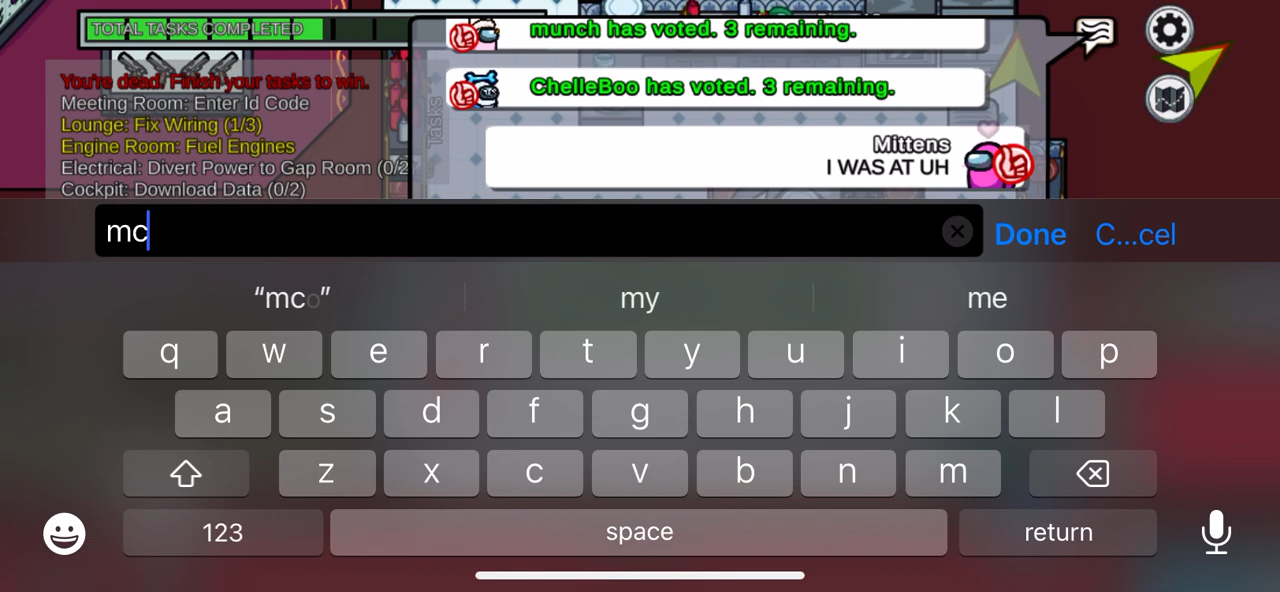 TOTAL TASKS COMPLETED
You're dead. Finish your tasks to win.
Meeting Room: Enter Id Code
Lounge: Fix Wiring (1/3)
Engine Room: Fuel Engines
Electrical: Divert Power to Gap Room (0/2
Cockpit: Download Data (0/2)
Tasks
munch has voted. 3 remaining.
ChelleBoo has voted. 3 remaining.
Mittens
I WAS AT UH
mc
Done
C...cel
“mco”
my
me
q w e r t y u i o p
a s d f g h j k l
z x c v b n m
123
space
return